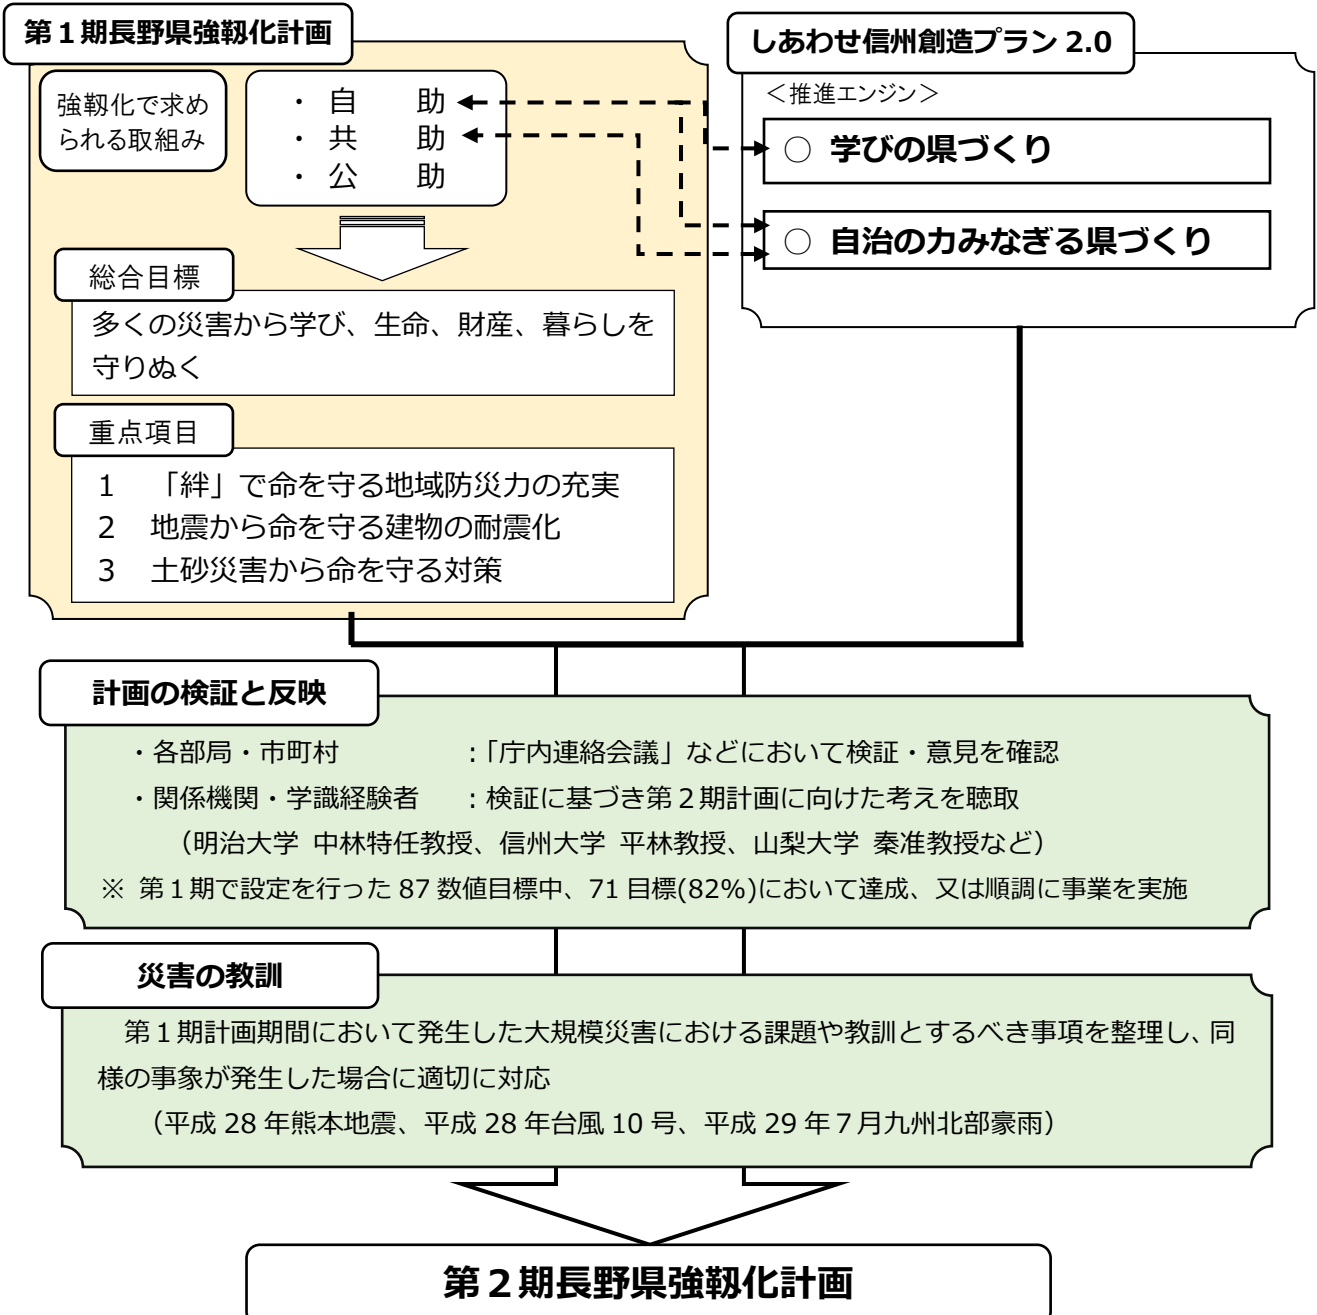 第１期長野県強靱化計画
強靱化で求め
られる取組み
・ 自　　助
・ 共　　助
・ 公　　助
総合目標
多くの災害から学び、生命、財産、暮らしを
守りぬく
重点項目
1　「絆」で命を守る地域防災力の充実
2　地震から命を守る建物の耐震化
3　土砂災害から命を守る対策
しあわせ信州創造プラン 2.0
＜推進エンジン＞
○ 学びの県づくり
○ 自治の力みなぎる県づくり
計画の検証と反映
・各部局・市町村　　　　　：「庁内連絡会議」などにおいて検証・意見を確認
・関係機関・学識経験者　：検証に基づき第２期計画に向けた考えを聴取
（明治大学 中林特任教授、信州大学 平林教授、山梨大学 秦准教授など）
※ 第１期で設定を行った 87 数値目標中、71 目標(82%)において達成、又は順調に事業を実施
災害の教訓
第１期計画期間において発生した大規模災害における課題や教訓とするべき事項を整理し、同
様の事象が発生した場合に適切に対応
（平成 28 年熊本地震、平成 28 年台風 10 号、平成 29 年７月九州北部豪雨）
第２期長野県強靱化計画